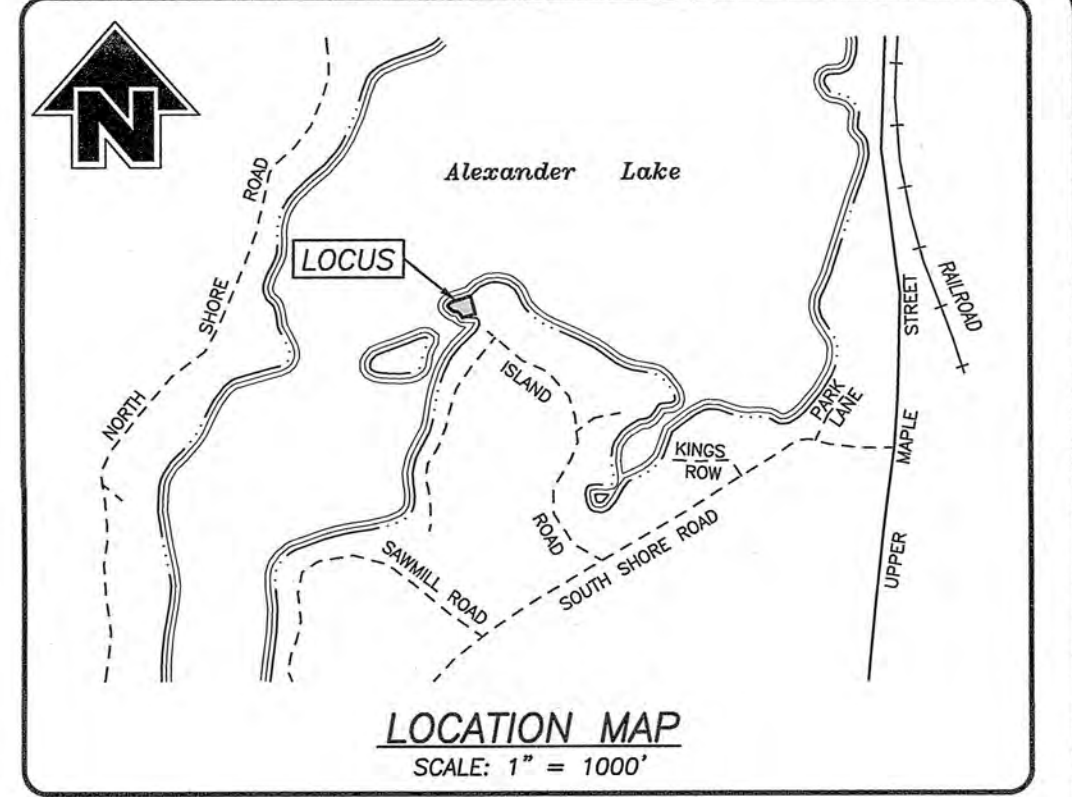 N
Alexander Lake
NORTH SHORE ROAD
LOCUS
ISLAND ROAD
UPPER MAPLE STREET
RAILROAD
PARK
LANE
KINGS
ROW
SOUTH SHORE ROAD
SAWMILL ROAD
LOCATION MAP
SCALE: 1" = 1000'